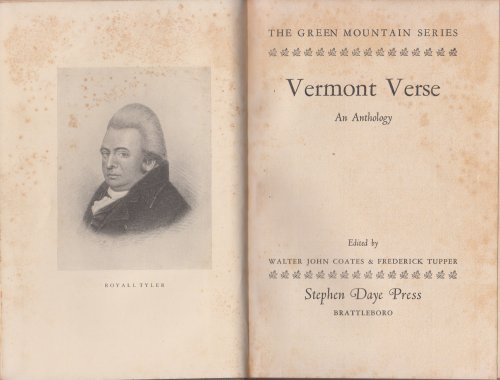 ROYALL TYLER
THE GREEN MOUNTAIN SERIES
Vermont Verse
An Anthology
Edited by
WALTER JOHN COATES & FREDERICK TUPPER
Stephen Daye Press
BRATTLEBORO